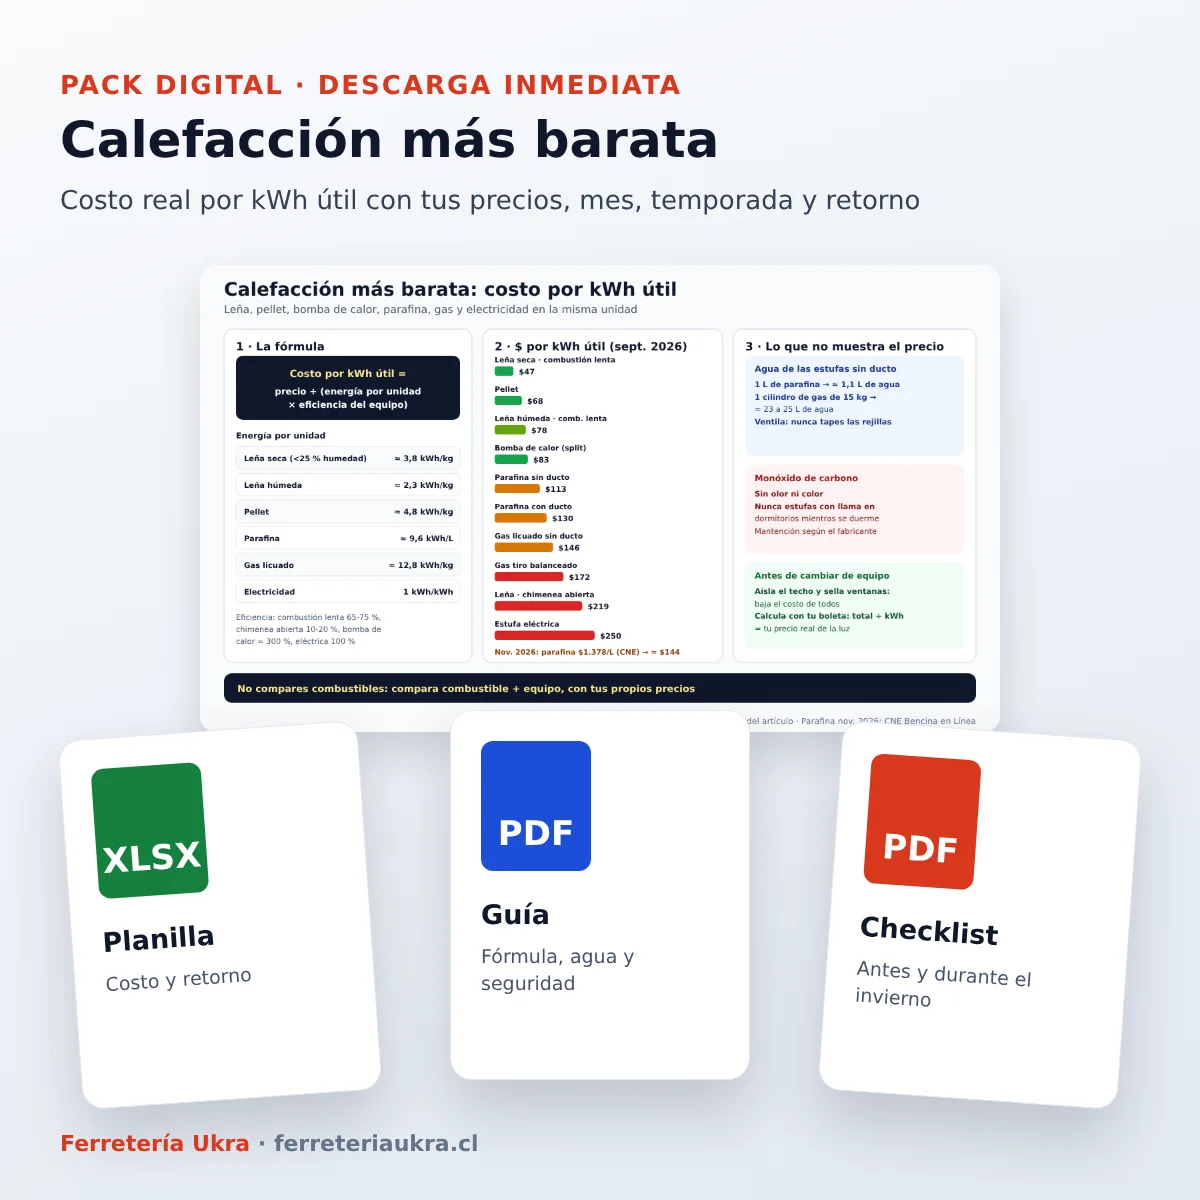 PACK DIGITAL · DESCARGA INMEDIATA
Calefacción más barata
Costo real por kWh útil con tus precios, mes, temporada y retorno
Calefacción más barata: costo por kWh útil
Leña, pellet, bomba de calor, parafina, gas y electricidad en la misma unidad
1 · La fórmula
Costo por kWh útil =
precio ÷ (energía por unidad
× eficiencia del equipo)
Energía por unidad
Leña seca (<25 % humedad) ≈ 3,8 kWh/kg
Leña húmeda ≈ 2,3 kWh/kg
Pellet ≈ 4,8 kWh/kg
Parafina ≈ 9,6 kWh/L
Gas licuado ≈ 12,8 kWh/kg
Electricidad 1 kWh/kWh
Eficiencia: combustión lenta 65-75 %,
chimenea abierta 10-20 %, bomba de
calor ≈ 300 %, eléctrica 100 %
2 · $ por kWh útil (sept. 2026)
Leña seca · combustión lenta
$47
Pellet
$68
Leña húmeda · comb. lenta
$78
Bomba de calor (split)
$83
Parafina sin ducto
$113
Parafina con ducto
$130
Gas licuado sin ducto
$146
Gas tiro balanceado
$172
Leña · chimenea abierta
$219
Estufa eléctrica
$250
Nov. 2026: parafina $1.378/L (CNE) → ≈ $144
3 · Lo que no muestra el precio
Agua de las estufas sin ducto
1 L de parafina → ≈ 1,1 L de agua
1 cilindro de gas de 15 kg →
≈ 23 a 25 L de agua
Ventila: nunca tapes las rejillas
Monóxido de carbono
Sin olor ni color
Nunca estufas con llama en
dormitorios mientras se duerme
Mantención según el fabricante
Antes de cambiar de equipo
Aísla el techo y sella ventanas:
baja el costo de todos
Calcula con tu boleta: total ÷ kWh
= tu precio real de la luz
No compares combustibles: compara combustible + equipo, con tus propios precios
del artículo · Parafina nov. 2026: CNE Bencina en Línea
XLSX
Planilla
Costo y retorno
PDF
Guía
Fórmula, agua y
seguridad
PDF
Checklist
Antes y durante el
invierno
Ferretería Ukra · ferreteriaukra.cl